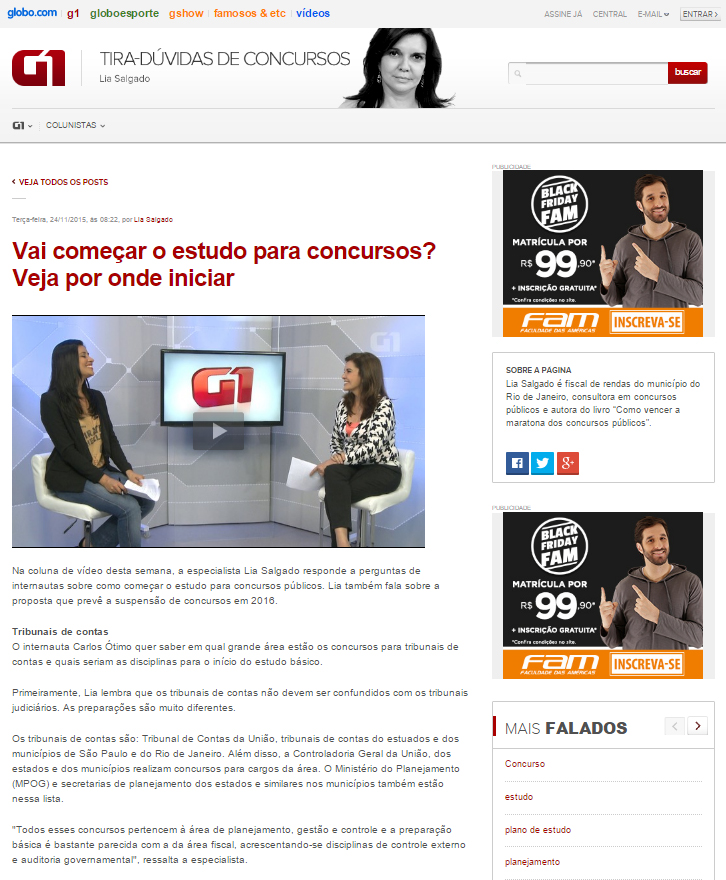 globo.com g1 globoesporte gshow famosos & etc vídeos
ASSINE JÁ CENTRAL E-MAIL ENTRAR ›
G1
TIRA-DÚVIDAS DE CONCURSOS
Lia Salgado
buscar
G1 COLUNISTAS
VEJA TODOS OS POSTS
Terça-feira, 24/11/2015, às 08:22, por Lia Salgado
Vai começar o estudo para concursos?
Veja por onde iniciar
G1
G1
Na coluna de vídeo desta semana, a especialista Lia Salgado responde a perguntas de
internautas sobre como começar o estudo para concursos públicos. Lia também fala sobre a
proposta que prevê a suspensão de concursos em 2016.
Tribunais de contas
O internauta Carlos Ótimo quer saber em qual grande área estão os concursos para tribunais de
contas e quais seriam as disciplinas para o início do estudo básico.
Primeiramente, Lia lembra que os tribunais de contas não devem ser confundidos com os tribunais
judiciários. As preparações são muito diferentes.
Os tribunais de contas são: Tribunal de Contas da União, tribunais de contas do estuados e dos
municípios de São Paulo e do Rio de Janeiro. Além disso, a Controladoria Geral da União, dos
estados e dos municípios realizam concursos para cargos da área. O Ministério do Planejamento
(MPOG) e secretarias de planejamento dos estados e similares nos municípios também estão
nessa lista.
"Todos esses concursos pertencem à área de planejamento, gestão e controle e a preparação
básica é bastante parecida com a da área fiscal, acrescentando-se disciplinas de controle externo
e auditoria governamental", ressalta a especialista.
PUBLICIDADE
BLACK
FRIDAY
FAM
MATRÍCULA POR
R$ 99,90*
+ INSCRIÇÃO GRATUITA*
*Confira condições no site.
FAM
FACULDADE DAS AMÉRICAS
INSCREVA-SE
SOBRE A PÁGINA
Lia Salgado é fiscal de rendas do município do
Rio de Janeiro, consultora em concursos
públicos e autora do livro "Como vencer a
maratona dos concursos públicos".
PUBLICIDADE
BLACK
FRIDAY
FAM
MATRÍCULA POR
R$ 99,90*
+ INSCRIÇÃO GRATUITA*
*Confira condições no site.
FAM
FACULDADE DAS AMÉRICAS
INSCREVA-SE
MAIS FALADOS
Concurso
estudo
plano de estudo
planejamento